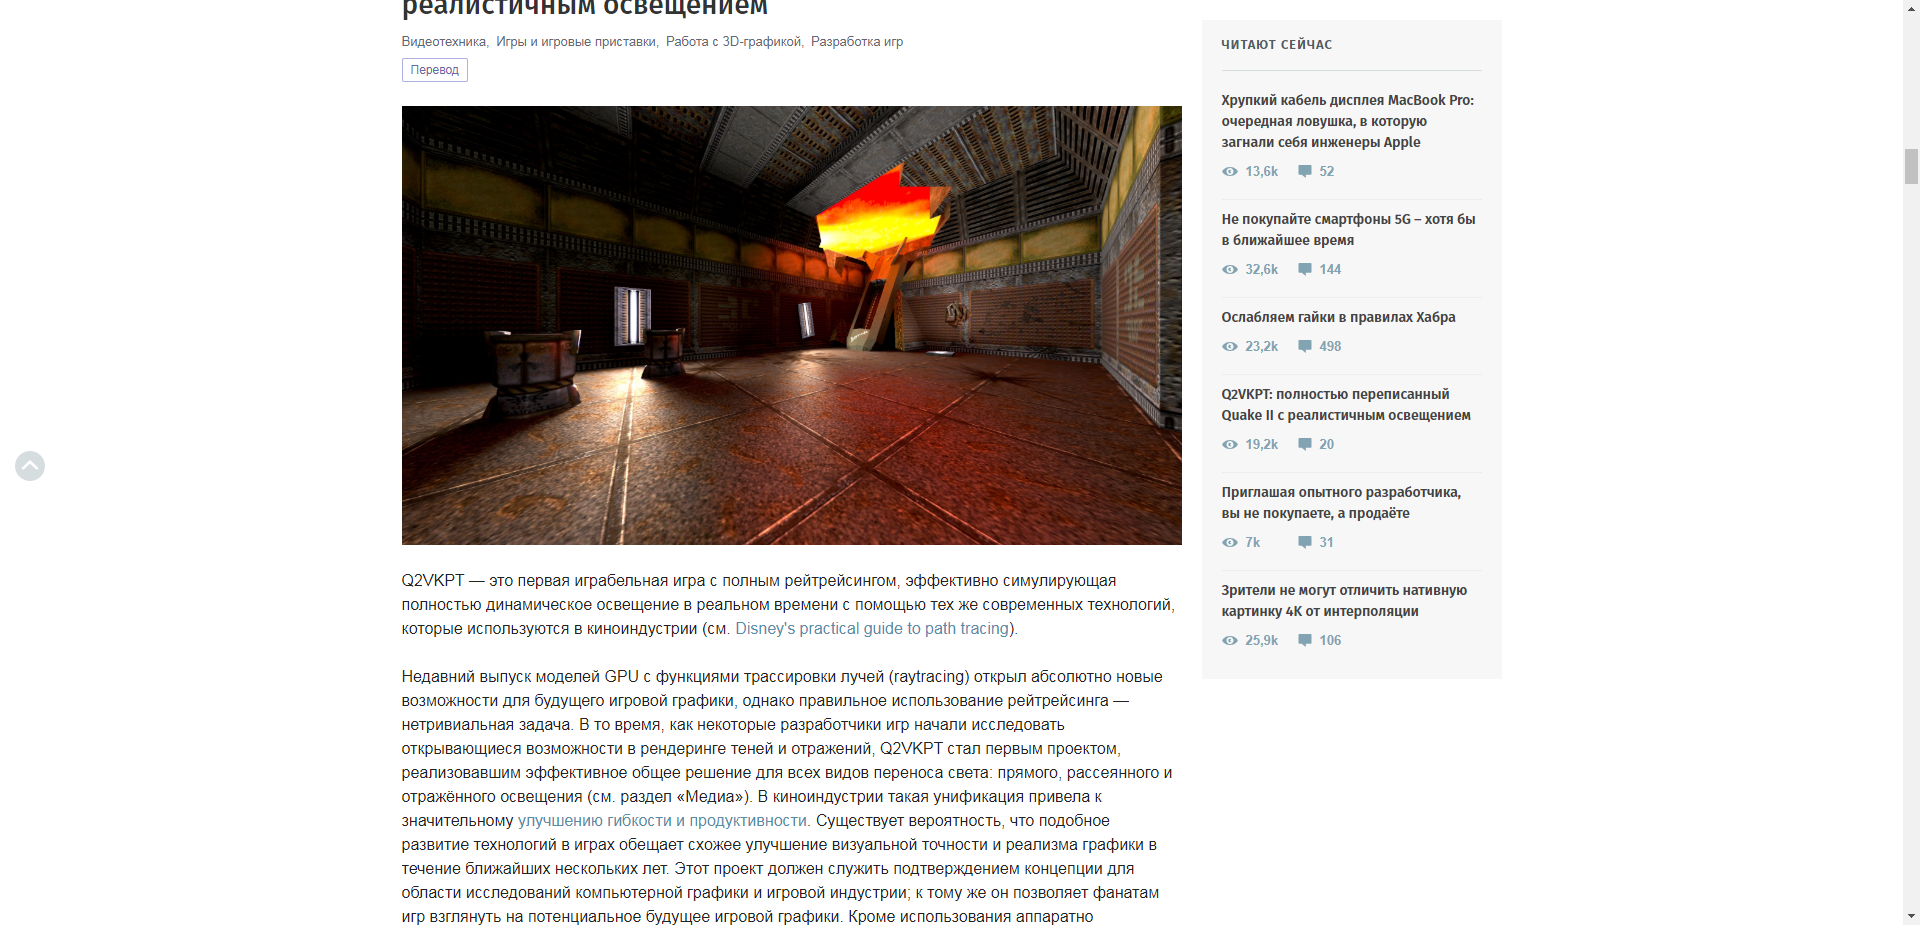 реалистичным освещением
Видеотехника, Игры и игровые приставки, Работа с 3D-графикой, Разработка игр
Перевод
Q2VKPT — это первая играбельная игра с полным рейтрейсингом, эффективно симулирующая
полностью динамическое освещение в реальном времени с помощью тех же современных технологий,
которые используются в киноиндустрии (см. Disney's practical guide to path tracing).
Недавний выпуск моделей GPU с функциями трассировки лучей (raytracing) открыл абсолютно новые
возможности для будущего игровой графики, однако правильное использование рейтрейсинга —
нетривиальная задача. В то время, как некоторые разработчики игр начали исследовать
открывающиеся возможности в рендеринге теней и отражений, Q2VKPT стал первым проектом,
реализовавшим эффективное общее решение для всех видов переноса света: прямого, рассеянного и
отражённого освещения (см. раздел «Медиа»). В киноиндустрии такая унификация привела к
значительному улучшению гибкости и продуктивности. Существует вероятность, что подобное
развитие технологий в играх обещает схожее улучшение визуальной точности и реализма графики в
течение ближайших нескольких лет. Этот проект должен служить подтверждением концепции для
области исследований компьютерной графики и игровой индустрии; к тому же он позволяет фанатам
игр взглянуть на потенциальное будущее игровой графики. Кроме использования аппаратно
ЧИТАЮТ СЕЙЧАС
Хрупкий кабель дисплея MacBook Pro:
очередная ловушка, в которую
загнали себя инженеры Apple
13,6k 52
Не покупайте смартфоны 5G – хотя бы
в ближайшее время
32,6k 144
Ослабляем гайки в правилах Хабра
23,2k 498
Q2VKPT: полностью переписанный
Quake II с реалистичным освещением
19,2k 20
Приглашая опытного разработчика,
вы не покупаете, а продаёте
7k 31
Зрители не могут отличить нативную
картинку 4K от интерполяции
25,9k 106